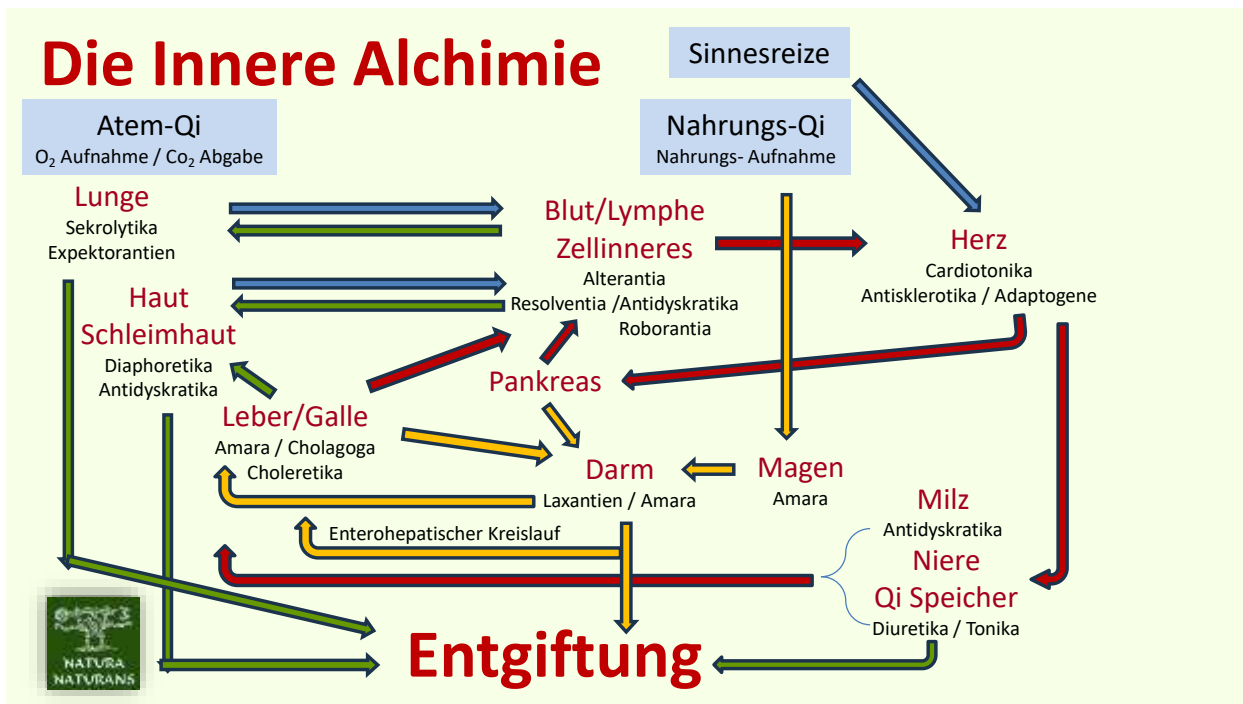 Die Innere Alchimie
Sinnesreize
Atem-Qi
O₂ Aufnahme / Co₂ Abgabe
Nahrungs-Qi
Nahrungs- Aufnahme
Lunge
Sekrolytika
Expektorantien
Blut/Lymphe
Zellinneres
Alterantia
Resolventia /Antidyskratika
Roborantia
Herz
Cardiotonika
Antisklerotika / Adaptogene
Haut
Schleimhaut
Diaphoretika
Antidyskratika
Pankreas
Leber/Galle
Amara / Cholagoga
Choleretika
Darm
Laxantien / Amara
Magen
Amara
Enterohepatischer Kreislauf
Milz
Antidyskratika
Niere
Qi Speicher
Diuretika / Tonika
Entgiftung
NATURA
NATURANS